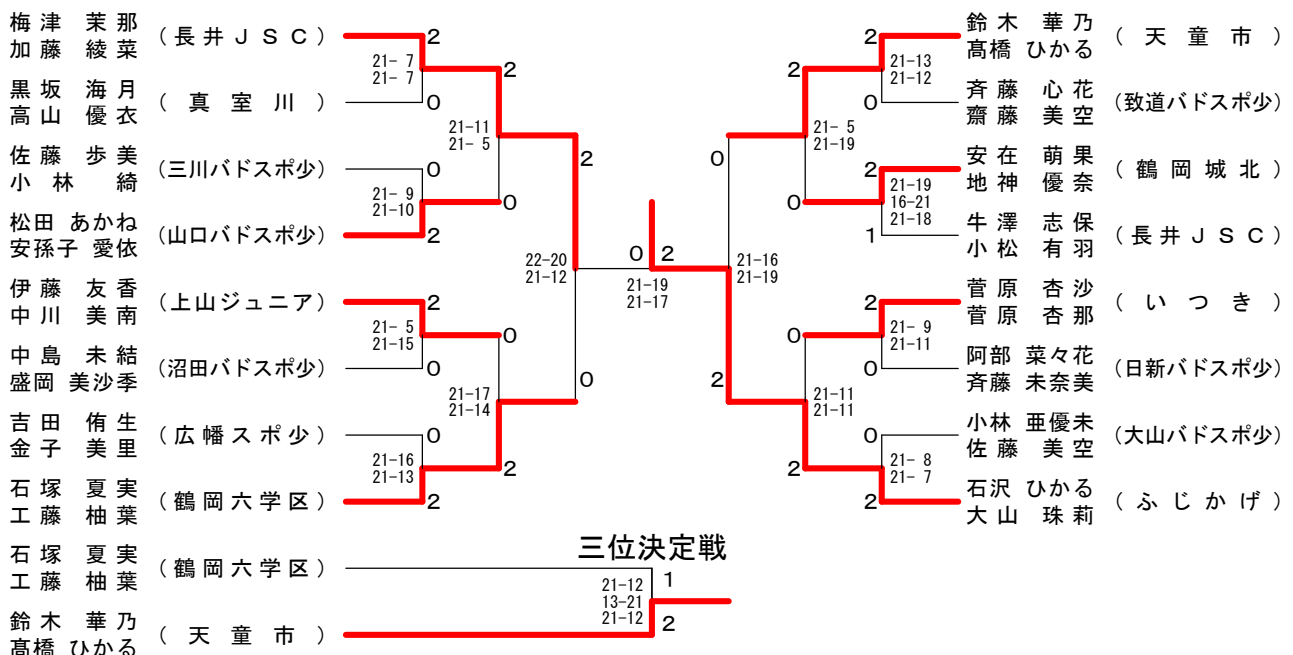 梅津 茉那
加藤 綾菜
(長井JSC)
2
21- 7
21- 7
黒坂 海月
高山 優衣
(真室川)
0
2
21-11
21- 5
佐藤 歩美
小林 綺
(三川バドスポ少)
0
21- 9
21-10
松田 あかね
安孫子 愛依
(山口バドスポ少)
2
0
2
22-20
21-12
伊藤 友香
中川 美南
(上山ジュニア)
2
21- 5
21-15
中島 未結
盛岡 美沙季
(沼田バドスポ少)
0
0
21-17
21-14
吉田 侑生
金子 美里
(広幡スポ少)
0
21-16
21-13
石塚 夏実
工藤 柚葉
(鶴岡六学区)
2
2
0
0 2
21-19
21-17
鈴木 華乃
髙橋 ひかる
(天童市)
2
21-13
21-12
斉藤 心花
齋藤 美空
(致道バドスポ少)
0
2
21- 5
21-19
安在 萌果
地神 優奈
(鶴岡城北)
2
21-19
16-21
21-18
牛澤 志保
小松 有羽
(長井JSC)
1
0
0
21-16
21-19
菅原 杏沙
菅原 杏那
(いつき)
2
21- 9
21-11
阿部 菜々花
斉藤 未奈美
(日新バドスポ少)
0
0
21-11
21-11
小林 亜優未
佐藤 美空
(大山バドスポ少)
0
21- 8
21- 7
石沢 ひかる
大山 珠莉
(ふじかげ)
2
2
2
三位決定戦
石塚 夏実
工藤 柚葉
(鶴岡六学区)
1
21-12
13-21
21-12
鈴木 華乃
髙橋 ひかる
(天童市)
2